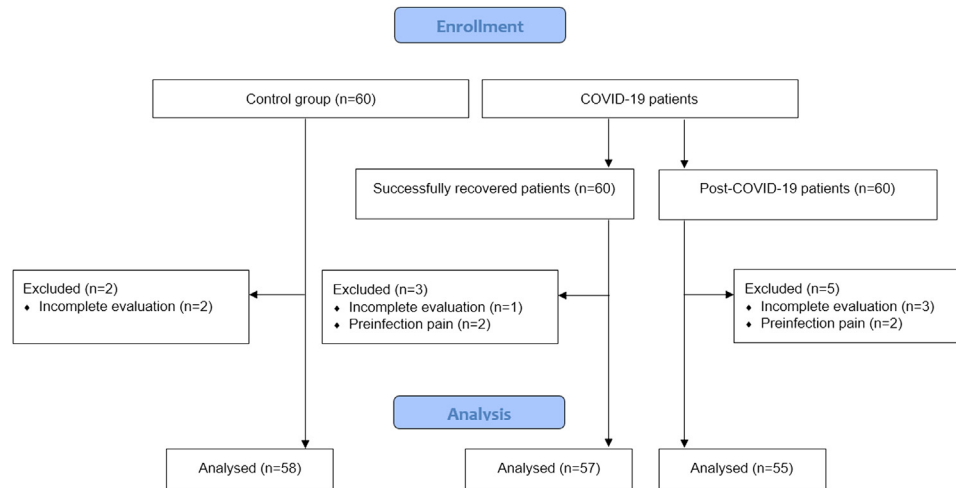 Enrollment
Control group (n=60)
COVID-19 patients
Successfully recovered patients (n=60)
Post-COVID-19 patients (n=60)
Excluded (n=2)
⬧ Incomplete evaluation (n=2)
Excluded (n=3)
⬧ Incomplete evaluation (n=1)
⬧ Preinfection pain (n=2)
Excluded (n=5)
⬧ Incomplete evaluation (n=3)
⬧ Preinfection pain (n=2)
Analysis
Analysed (n=58)
Analysed (n=57)
Analysed (n=55)